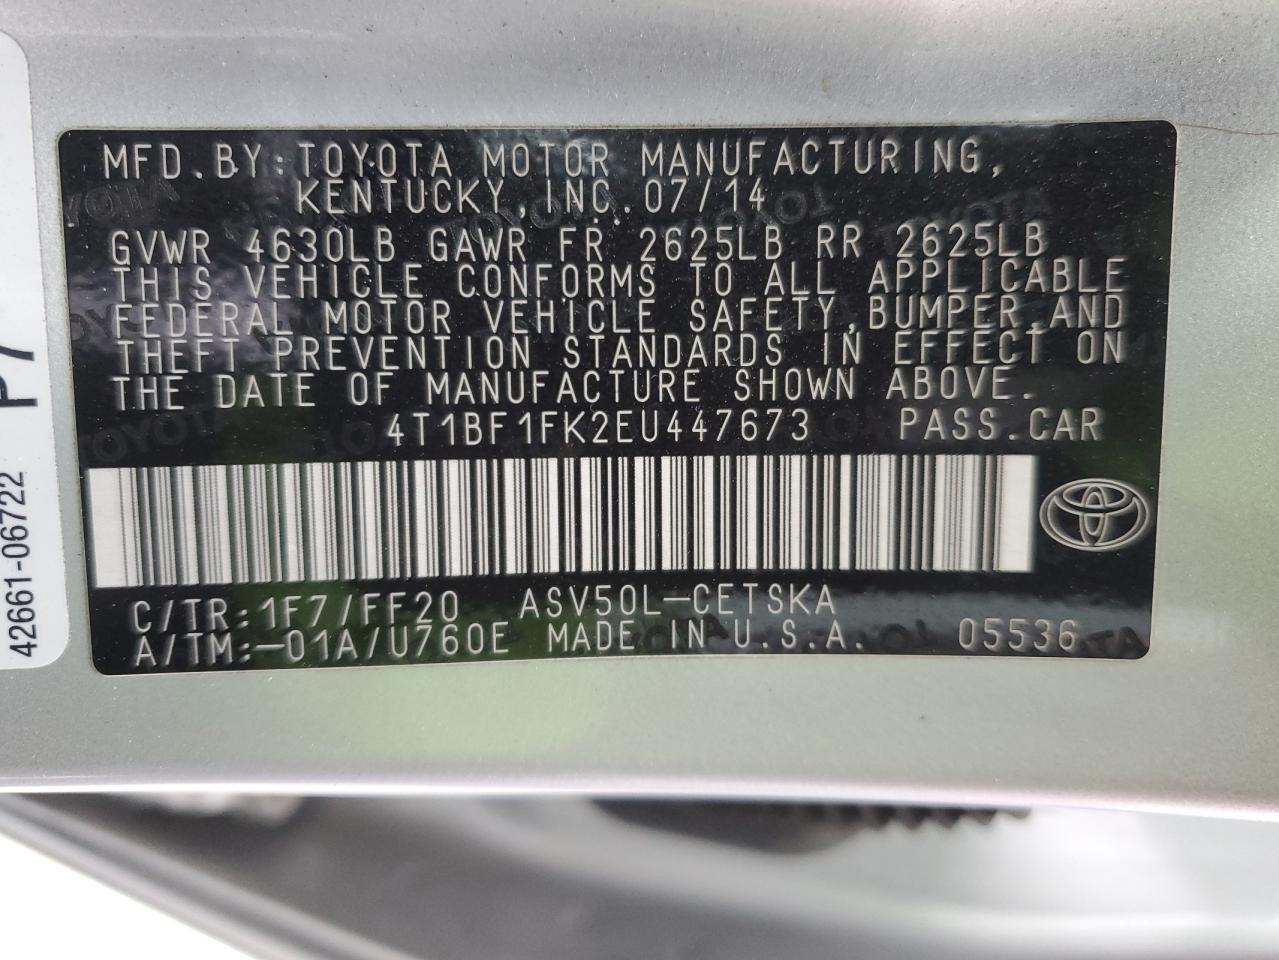 MFD. BY: TOYOTA MOTOR MANUFACTURING,
KENTUCKY, INC. 07/14
GVWR 4630LB GAWR FR 2625LB RR 2625LB
THIS VEHICLE CONFORMS TO ALL APPLICABLE
FEDERAL MOTOR VEHICLE SAFETY, BUMPER, AND
THEFT PREVENTION STANDARDS IN EFFECT ON
THE DATE OF MANUFACTURE SHOWN ABOVE.
4T1BF1FK2EU447673 PASS. CAR
C/TR: 1F7/FF20 ASV50L-CETSKA
A/TM:-01A/U760E MADE IN U.S.A. 05536
42661-06722